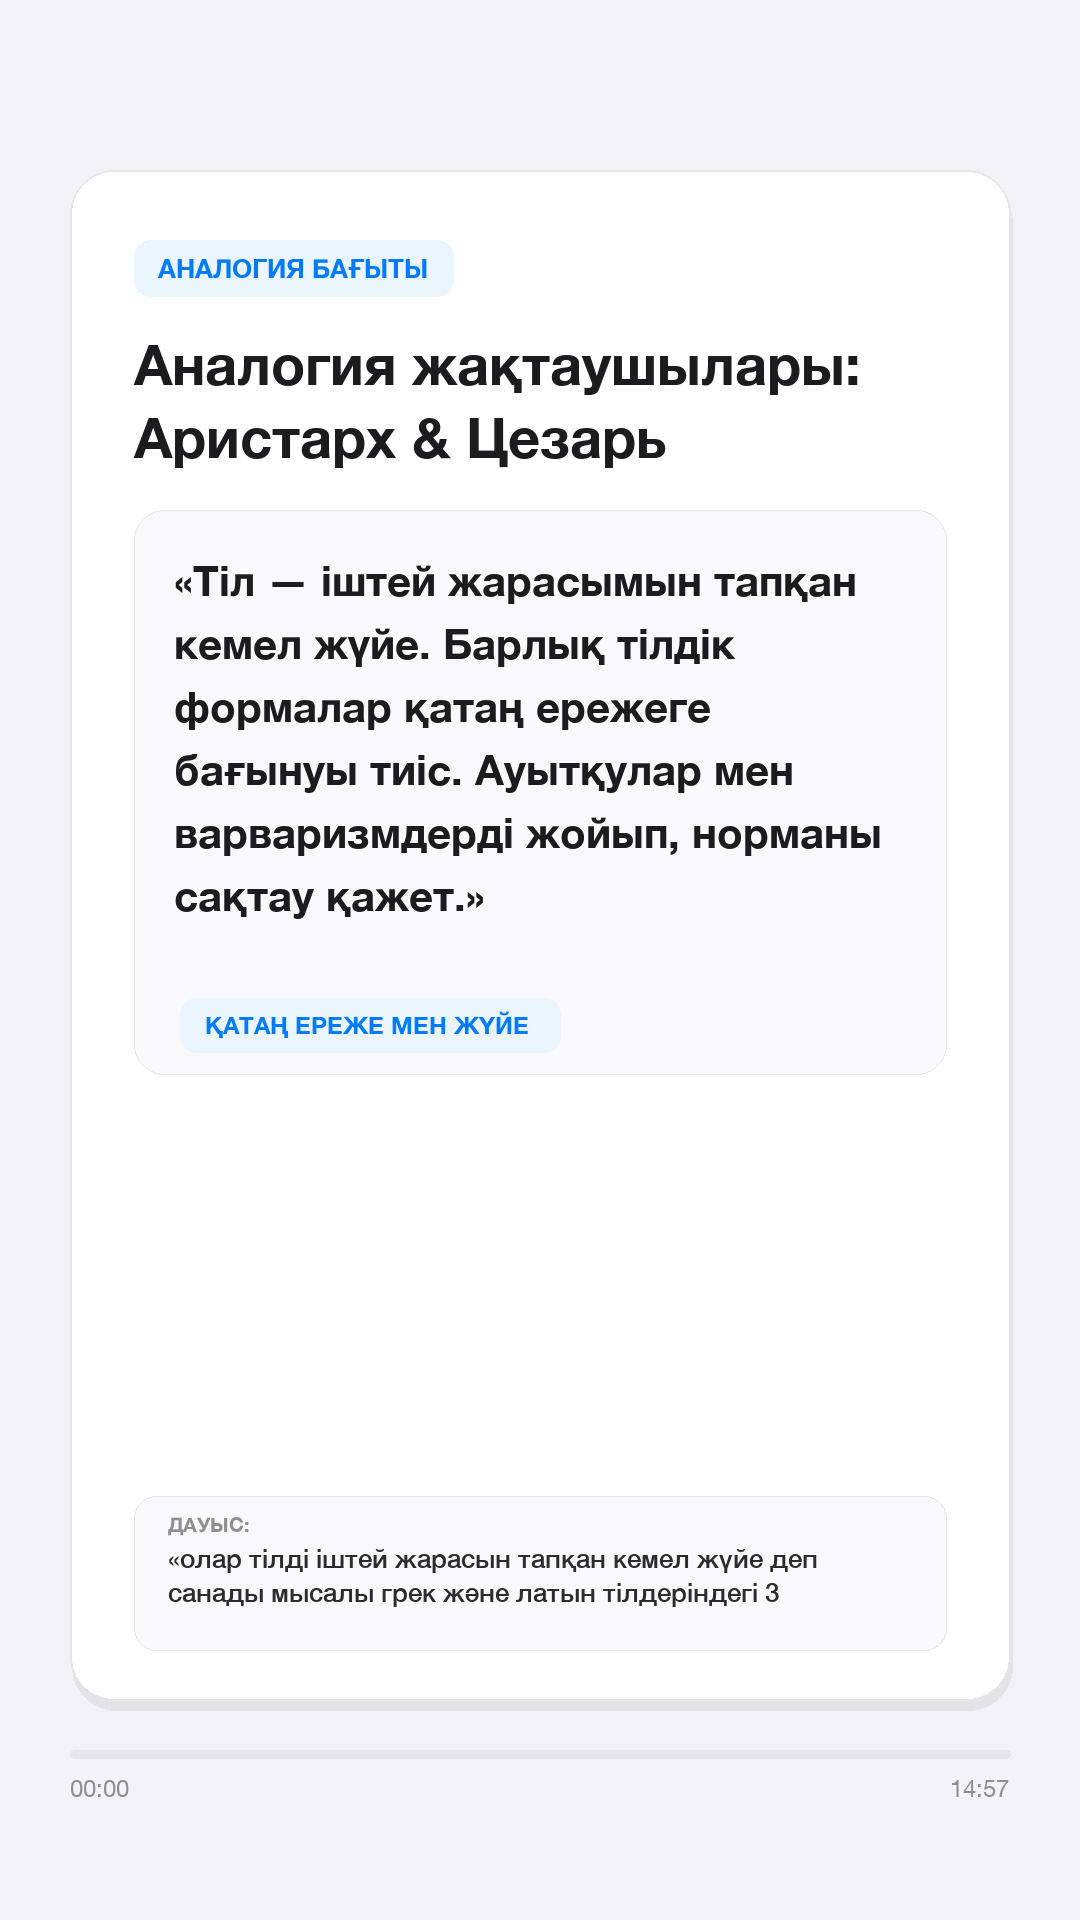 АНАЛОГИЯ БАҒЫТЫ
Аналогия жақтаушылары:
Аристарх & Цезарь
«Тіл — іштей жарасымын тапқан
кемел жүйе. Барлық тілдік
формалар қатаң ережеге
бағынуы тиіс. Ауытқулар мен
варваризмдерді жойып, норманы
сақтау қажет.»
ҚАТАҢ ЕРЕЖЕ МЕН ЖҮЙЕ
ДАУЫС:
«олар тілді іштей жарасын тапқан кемел жүйе деп
санады мысалы грек және латын тілдеріндегі 3
00:00
14:57